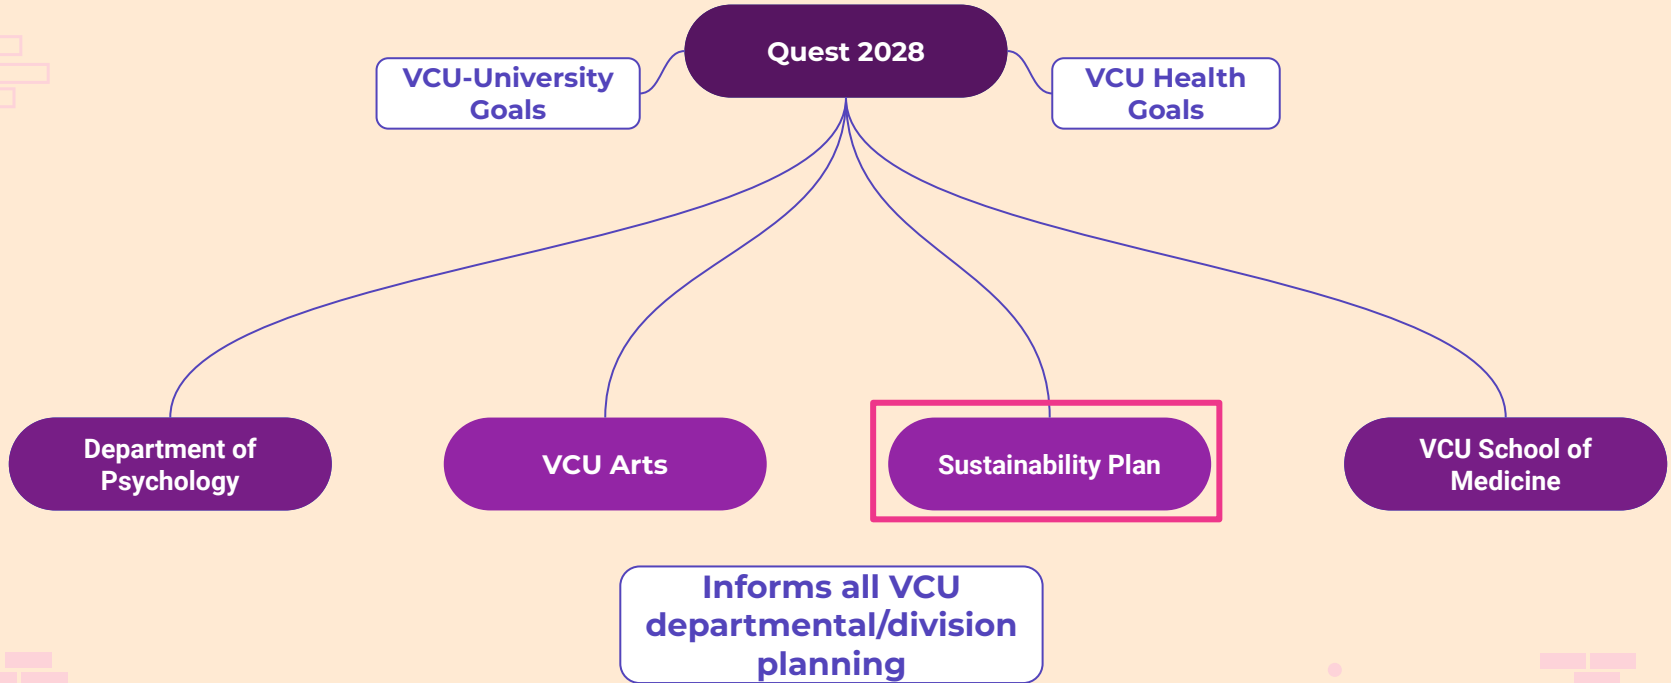 Quest 2028
VCU-University
Goals
VCU Health
Goals
Department of
Psychology
VCU Arts
Sustainability Plan
VCU School of
Medicine
Informs all VCU
departmental/division
planning